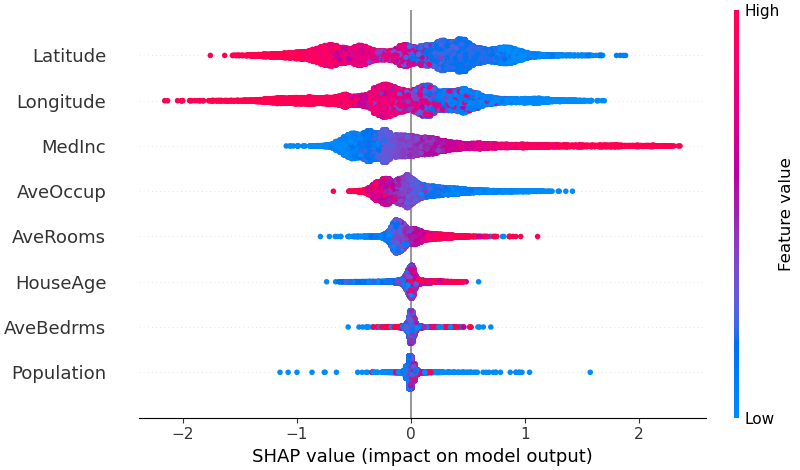 High
Latitude
Longitude
MedInc
AveOccup
AveRooms
HouseAge
AveBedrms
Population
Feature value
Low
−2
−1
0
1
2
SHAP value (impact on model output)